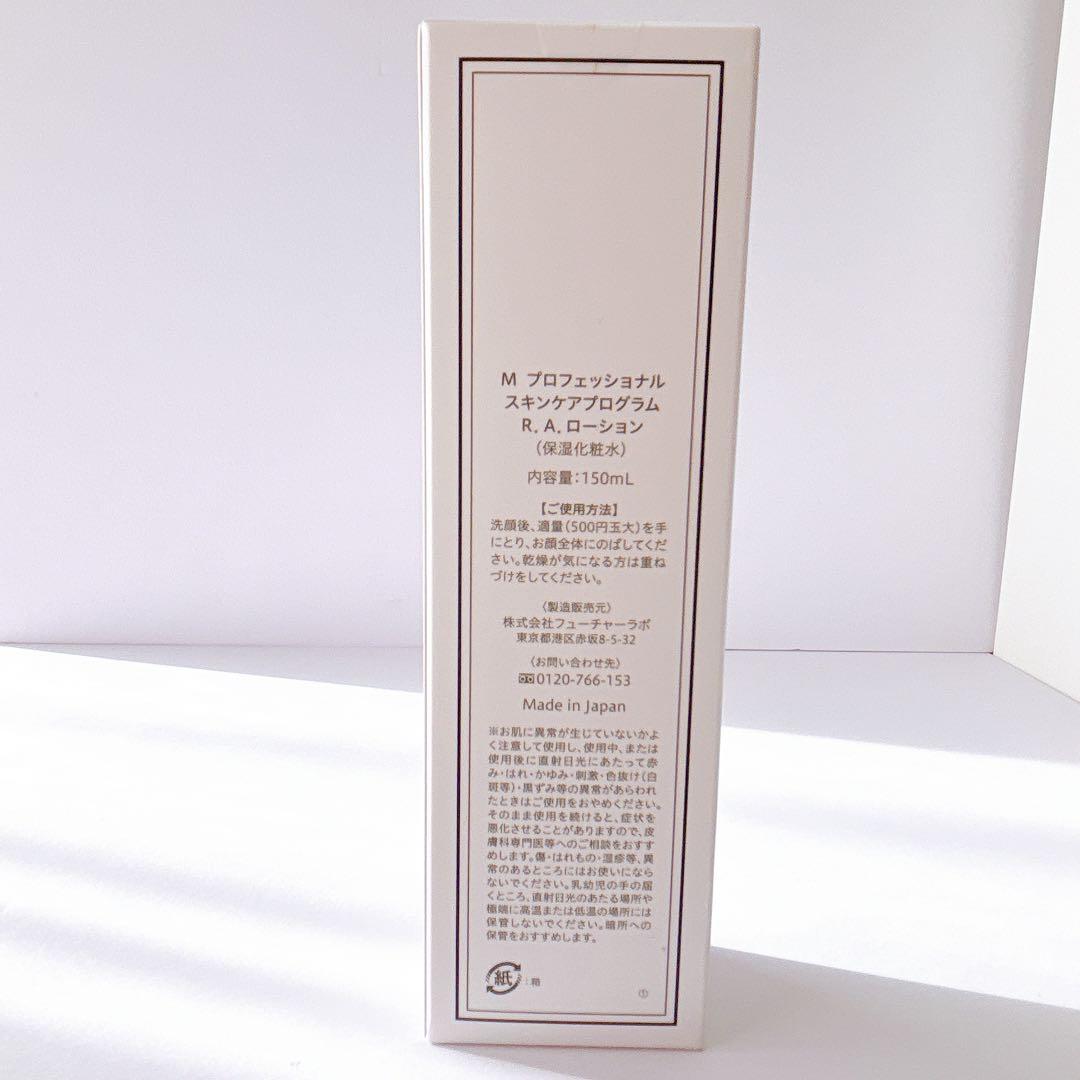 M プロフェッショナル
スキンケアプログラム
R. A. ローション
(保湿化粧水)
内容量:150mL
【ご使用方法】
洗顔後、適量(500円玉大)を手
にとり、お顔全体にのばしてくだ
さい。乾燥が気になる方は重ね
づけをしてください。
〈製造販売元〉
株式会社フューチャーラボ
東京都港区赤坂8-5-32
〈お問い合わせ先〉
0120-766-153
Made in Japan
※お肌に異常が生じていないかよ
く注意して使用し、使用中、または
使用後に直射日光にあたって赤
み・はれ・かゆみ・刺激・色抜け(白
斑等)・黒ずみ等の異常があらわれ
たときはご使用をおやめください。
そのまま使用を続けると、症状を
悪化させることがありますので、皮
膚科専門医等へのご相談をおすす
めします。傷・はれもの・湿疹等、異
常のあるところにはお使いになら
ないでください。乳幼児の手の届
くところ、直射日光のあたる場所や
極端に高温または低温の場所には
保管しないでください。暗所への
保管をおすすめします。
紙 : 箱
①